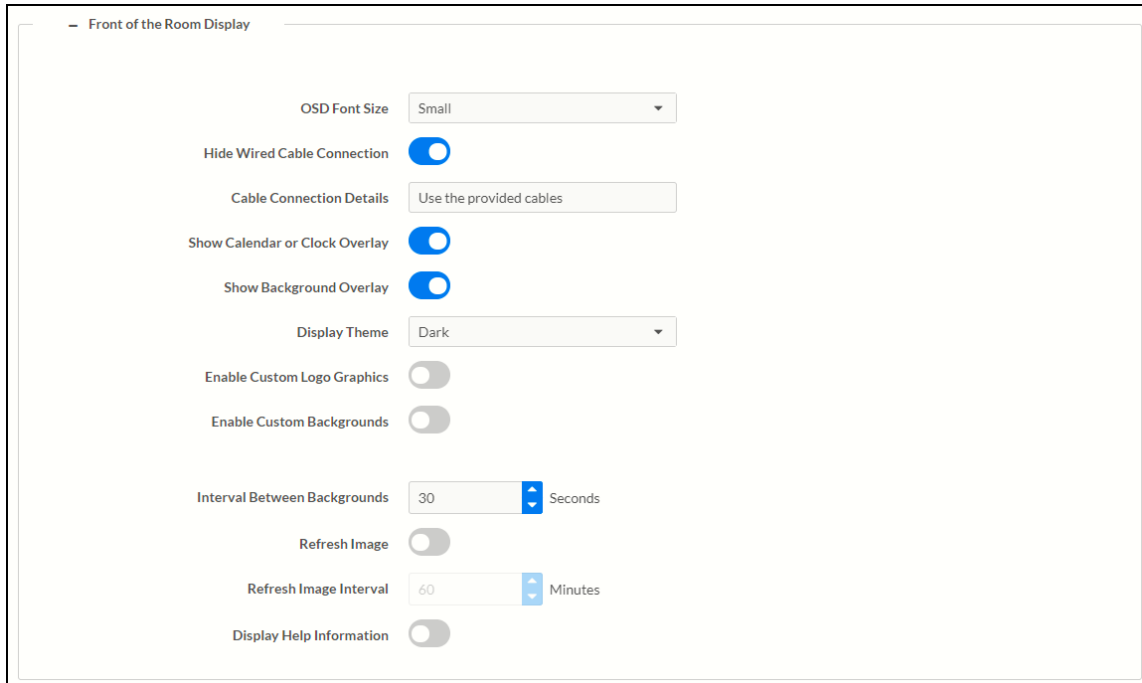 – Front of the Room Display
OSD Font Size Small
Hide Wired Cable Connection
Cable Connection Details Use the provided cables
Show Calendar or Clock Overlay
Show Background Overlay
Display Theme Dark
Enable Custom Logo Graphics
Enable Custom Backgrounds
Interval Between Backgrounds 30 Seconds
Refresh Image
Refresh Image Interval 60 Minutes
Display Help Information